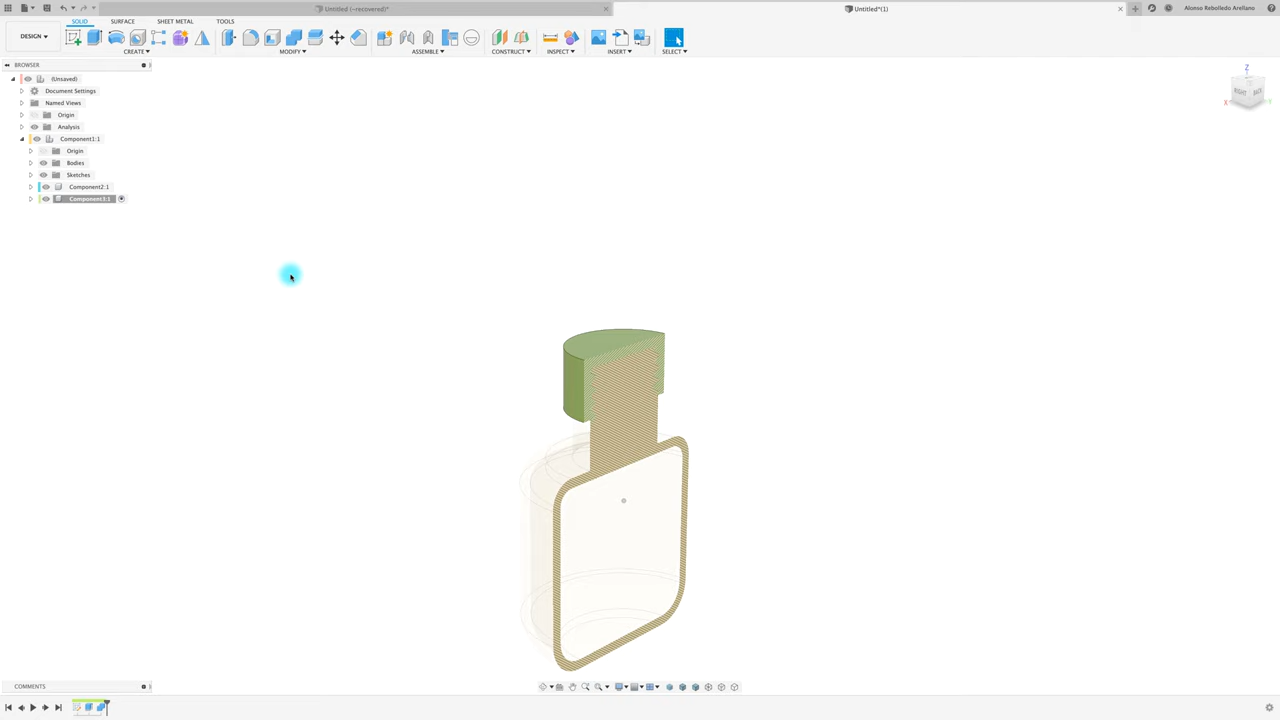 Untitled (~recovered)*
Untitled*(1)
Alonso Rebolledo Arellano
DESIGN
SOLID
SURFACE
SHEET METAL
TOOLS
CREATE
MODIFY
ASSEMBLE
CONSTRUCT
INSPECT
INSERT
SELECT
BROWSER
(Unsaved)
Document Settings
Named Views
Origin
Analysis
Component1:1
Origin
Bodies
Sketches
Component2:1
Component3:1
Z
RIGHT
BACK
X
Y
COMMENTS